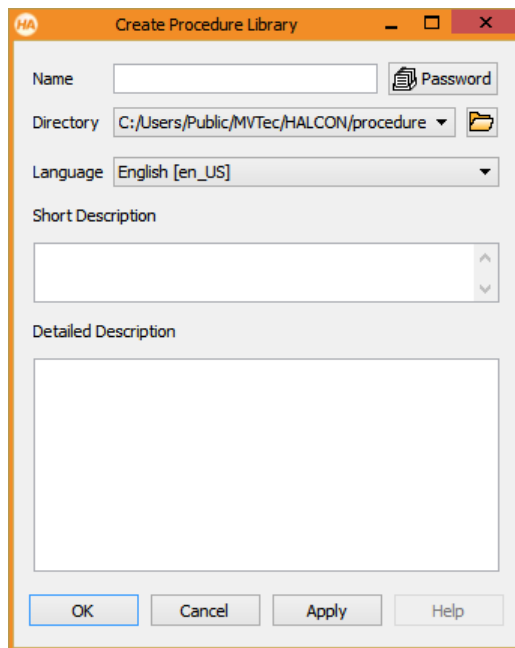 HA Create Procedure Library
Name Password
Directory C:/Users/Public/MVTec/HALCON/procedure
Language English [en_US]
Short Description
Detailed Description
OK Cancel Apply Help